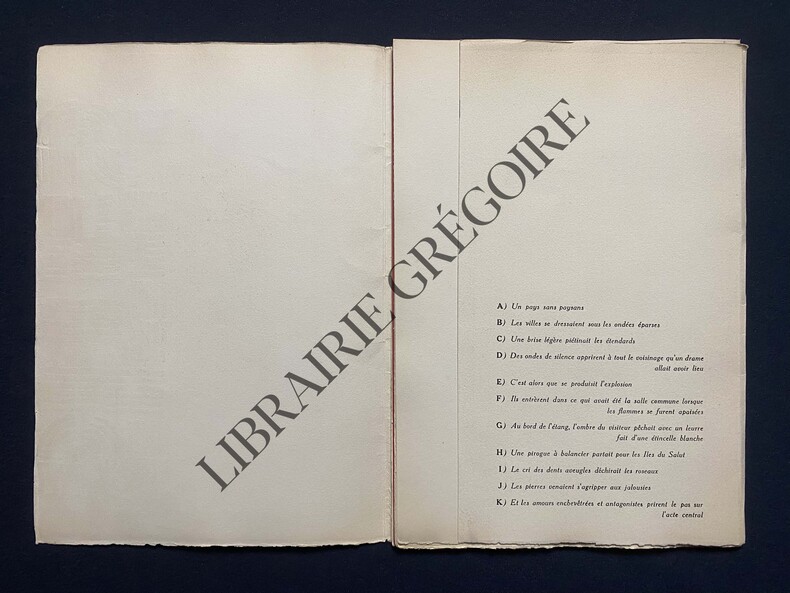 LIBRAIRIE GRÉGOIRE
A) Un pays sans paysans
B) Les villes se dressaient sous les ondées éparses
C) Une brise légère piétinait les étendards
D) Des ondes de silence apprirent à tout le voisinage qu'un drame
allait avoir lieu
E) C'est alors que se produisit l'explosion
F) Ils entrèrent dans ce qui avait été la salle commune lorsque
les flammes se furent apaisées
G) Au bord de l'étang, l'ombre du visiteur pêchait avec un leurre
fait d'une étincelle blanche
H) Une pirogue à balancier partait pour les Iles du Salut
I) Le cri des dents aveugles déchirait les roseaux
J) Les pierres venaient s'agripper aux jalousies
K) Et les amours enchevêtrées et antagonistes prirent le pas sur
l'acte central